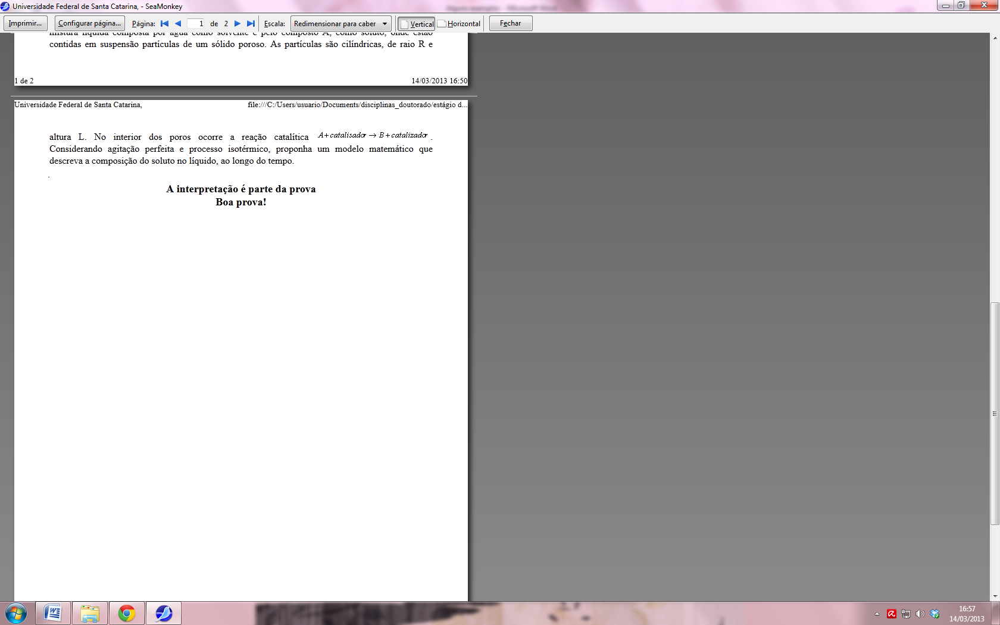 Universidade Federal de Santa Catarina, - SeaMonkey
Imprimir... Configurar página... Página: 1 de 2 Escala: Redimensionar para caber Vertical Horizontal Fechar
mistura líquida composta por água como solvente e pelo composto A, como soluto, onde estão
contidas em suspensão partículas de um sólido poroso. As partículas são cilíndricas, de raio R e
1 de 2 14/03/2013 16:50
Universidade Federal de Santa Catarina, file:///C:/Users/usuario/Documents/disciplinas_doutorado/estágio d...
altura L. No interior dos poros ocorre a reação catalítica A + catalisador → B + catalizador .
Considerando agitação perfeita e processo isotérmico, proponha um modelo matemático que
descreva a composição do soluto no líquido, ao longo do tempo.
.
A interpretação é parte da prova
Boa prova!
16:57
14/03/2013